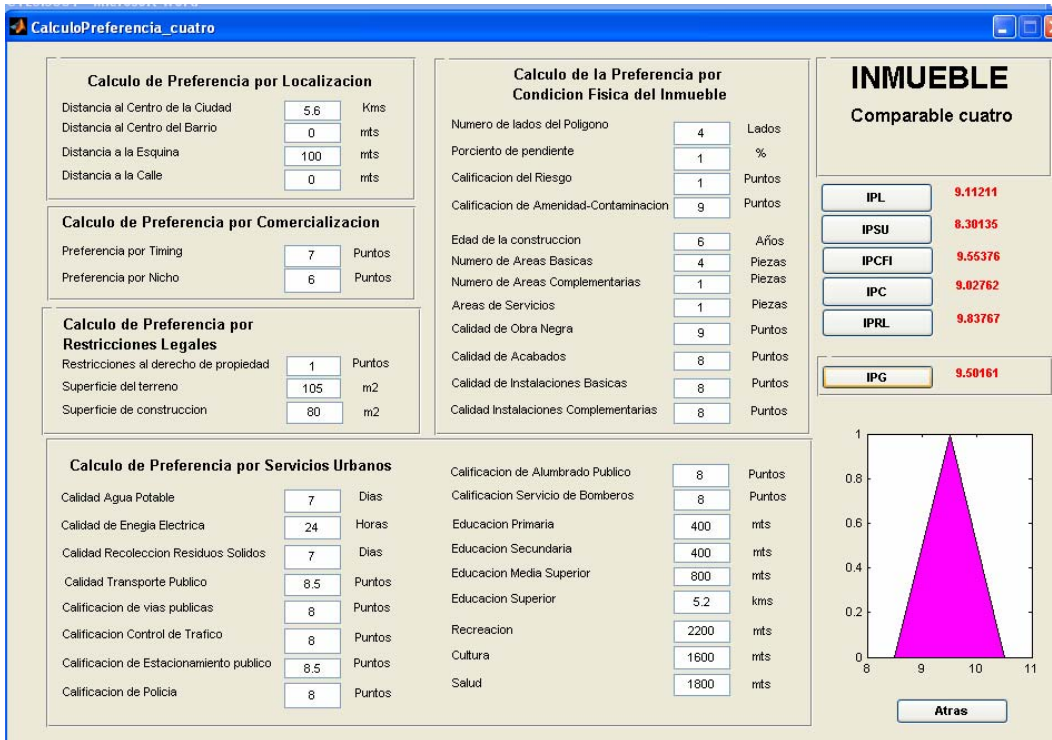 CalculoPreferencia_cuatro
Calculo de Preferencia por Localizacion
Distancia al Centro de la Ciudad 5.6 Kms
Distancia al Centro del Barrio 0 mts
Distancia a la Esquina 100 mts
Distancia a la Calle 0 mts
Calculo de Preferencia por Comercializacion
Preferencia por Timing 7 Puntos
Preferencia por Nicho 6 Puntos
Calculo de Preferencia por
Restricciones Legales
Restricciones al derecho de propiedad 1 Puntos
Superficie del terreno 105 m2
Superficie de construccion 80 m2
Calculo de la Preferencia por
Condicion Fisica del Inmueble
Numero de lados del Poligono 4 Lados
Porciento de pendiente 1 %
Calificacion del Riesgo 1 Puntos
Calificacion de Amenidad-Contaminacion 9 Puntos
Edad de la construccion 6 Años
Numero de Areas Basicas 4 Piezas
Numero de Areas Complementarias 1 Piezas
Areas de Servicios 1 Piezas
Calidad de Obra Negra 9 Puntos
Calidad de Acabados 8 Puntos
Calidad de Instalaciones Basicas 8 Puntos
Calidad Instalaciones Complementarias 8 Puntos
INMUEBLE
Comparable cuatro
IPL 9.11211
IPSU 8.30135
IPCFI 9.55376
IPC 9.02762
IPRL 9.83767
IPG 9.50161
Calculo de Preferencia por Servicios Urbanos
Calidad Agua Potable 7 Dias
Calidad de Enegia Electrica 24 Horas
Calidad Recoleccion Residuos Solidos 7 Dias
Calidad Transporte Publico 8.5 Puntos
Calificacion de vias publicas 8 Puntos
Calificacion Control de Trafico 8 Puntos
Calificacion de Estacionamiento publico 8.5 Puntos
Calificacion de Policia 8 Puntos
Calificacion de Alumbrado Publico 8 Puntos
Calificacion Servicio de Bomberos 8 Puntos
Educacion Primaria 400 mts
Educacion Secundaria 400 mts
Educacion Media Superior 800 mts
Educacion Superior 5.2 kms
Recreacion 2200 mts
Cultura 1600 mts
Salud 1800 mts
1
0.8
0.6
0.4
0.2
0
8 9 10 11
Atras